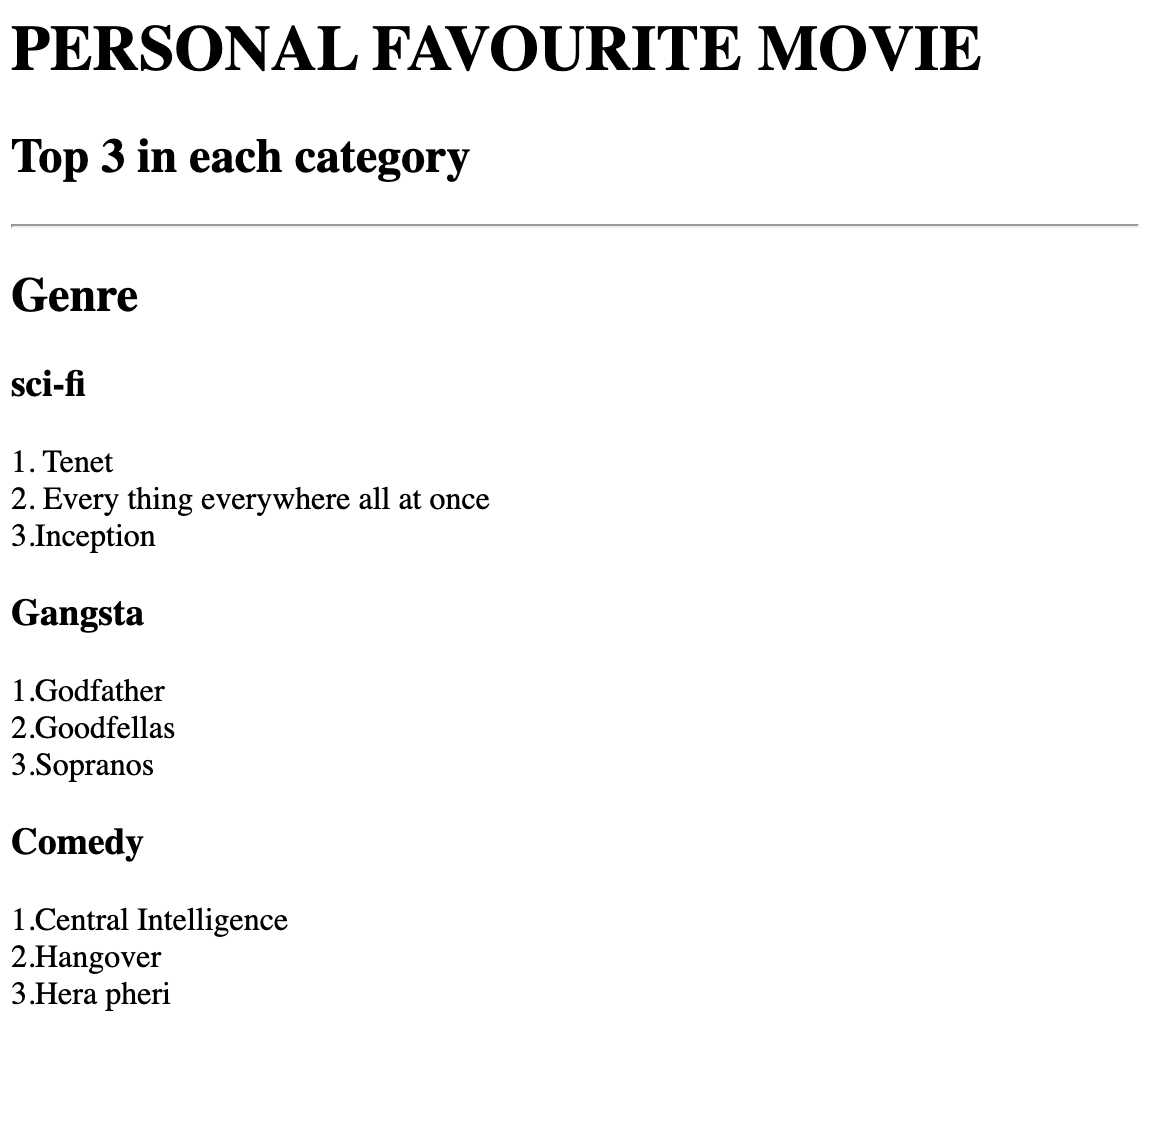 PERSONAL FAVOURITE MOVIE
Top 3 in each category
Genre
sci-fi
1. Tenet
2. Every thing everywhere all at once
3.Inception
Gangsta
1.Godfather
2.Goodfellas
3.Sopranos
Comedy
1.Central Intelligence
2.Hangover
3.Hera pheri